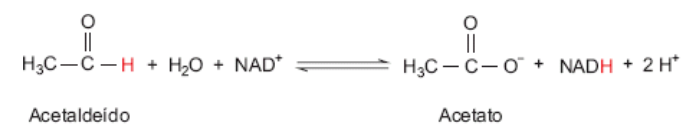 O O
H₃C — C — H + H₂O + NAD⁺ ⇌ H₃C — C — O⁻ + NADH + 2 H⁺
Acetaldeído Acetato